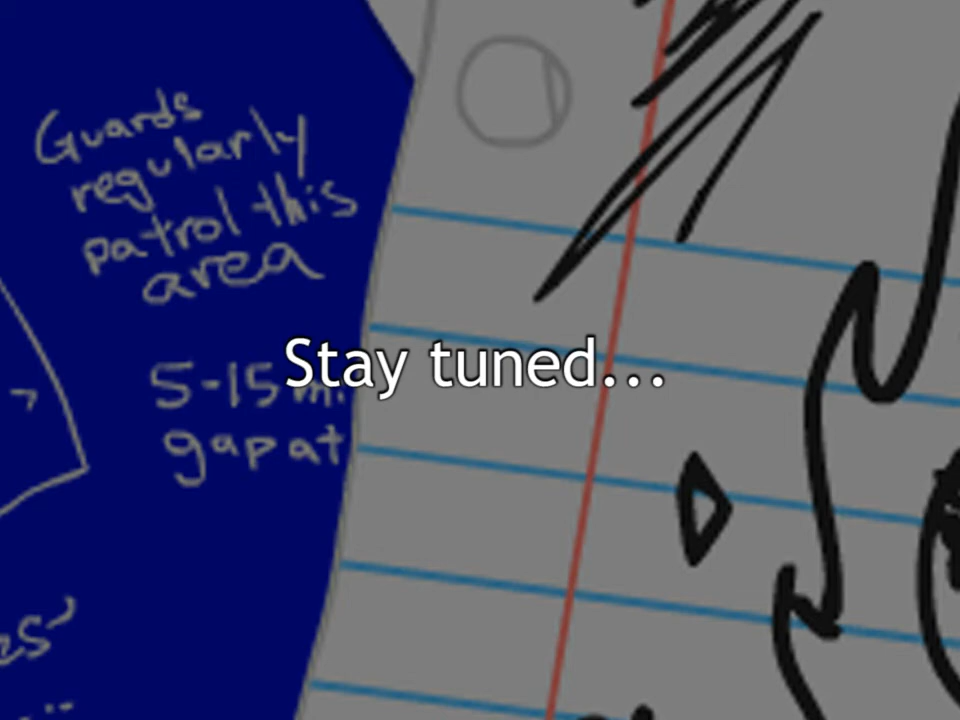 Guards
regularly
patrol this
area
5-15
gap at
Stay tuned...